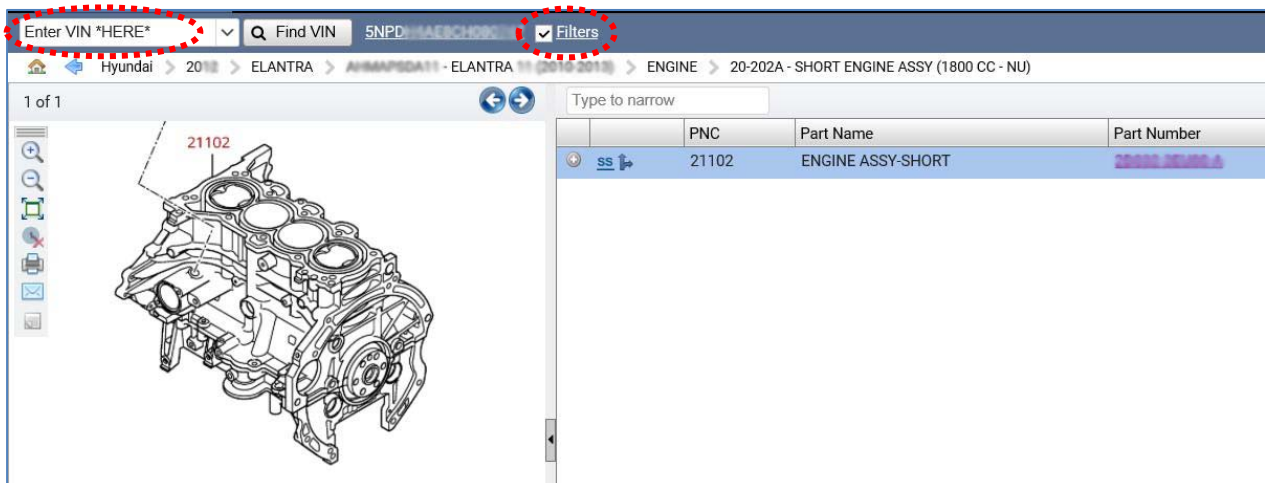 Enter VIN *HERE* Find VIN 5NPD Filters
Hyundai > 20 > ELANTRA > - ELANTRA > ENGINE > 20-202A - SHORT ENGINE ASSY (1800 CC - NU)
1 of 1
Type to narrow
PNC Part Name Part Number
21102
SS 21102 ENGINE ASSY-SHORT